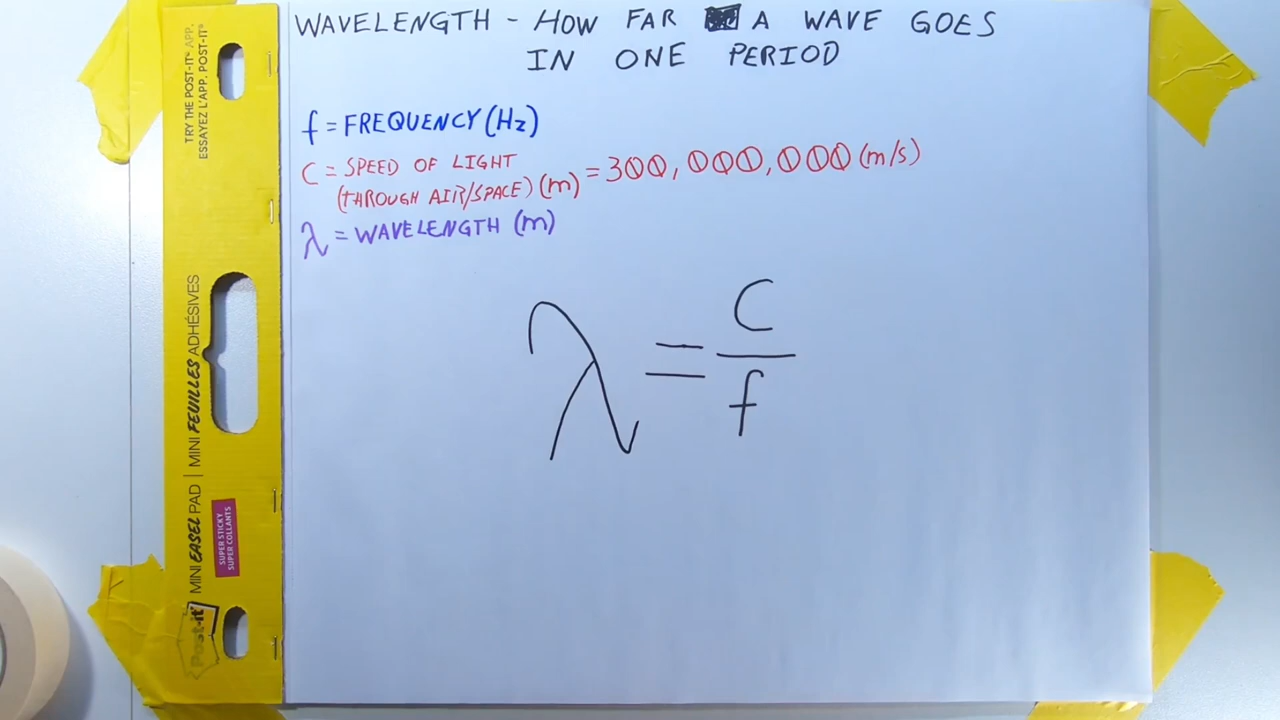 WAVELENGTH - HOW FAR A WAVE GOES
IN ONE PERIOD
f = FREQUENCY (Hz)
C = SPEED OF LIGHT
(THROUGH AIR/SPACE) (m) = 300,000,000 (m/s)
λ = WAVELENGTH (m)
λ = C
f
TRY THE POST-IT® APP.
ESSAYEZ L'APP. POST-IT®
MINI EASEL PAD | MINI FEUILLES ADHÉSIVES
SUPER STICKY
SUPER COLLANTS
Post-it®